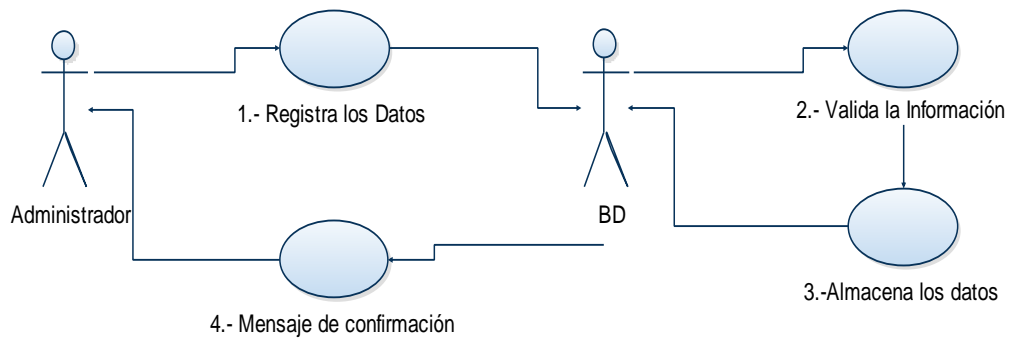 1.- Registra los Datos
2.- Valida la Información
Administrador
BD
3.-Almacena los datos
4.- Mensaje de confirmación